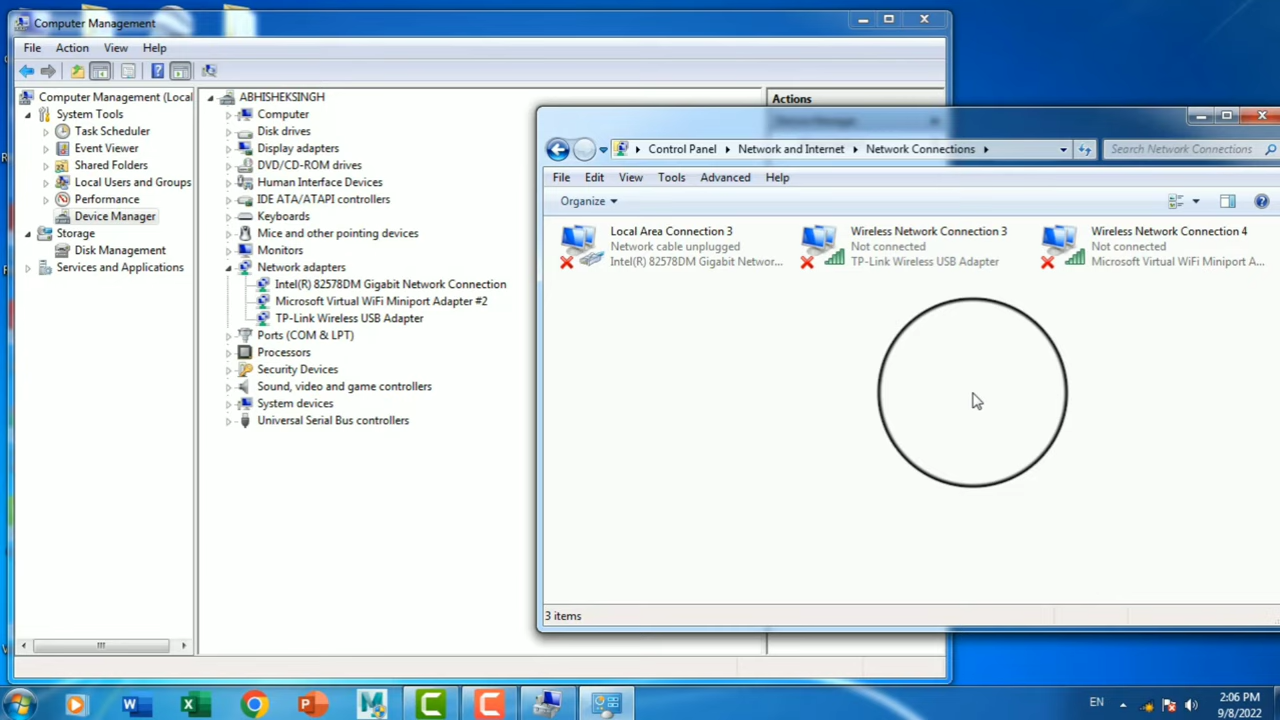 Computer Management
File Action View Help
Computer Management (Local
System Tools
Task Scheduler
Event Viewer
Shared Folders
Local Users and Groups
Performance
Device Manager
Storage
Disk Management
Services and Applications
ABHISHEKSINGH
Computer
Disk drives
Display adapters
DVD/CD-ROM drives
Human Interface Devices
IDE ATA/ATAPI controllers
Keyboards
Mice and other pointing devices
Monitors
Network adapters
Intel(R) 82578DM Gigabit Network Connection
Microsoft Virtual WiFi Miniport Adapter #2
TP-Link Wireless USB Adapter
Ports (COM & LPT)
Processors
Security Devices
Sound, video and game controllers
System devices
Universal Serial Bus controllers
Actions
Device Manager
Control Panel Network and Internet Network Connections
Search Network Connections
File Edit View Tools Advanced Help
Organize
Local Area Connection 3
Network cable unplugged
Intel(R) 82578DM Gigabit Networ...
Wireless Network Connection 3
Not connected
TP-Link Wireless USB Adapter
Wireless Network Connection 4
Not connected
Microsoft Virtual WiFi Miniport A...
3 items
EN
2:06 PM
9/8/2022